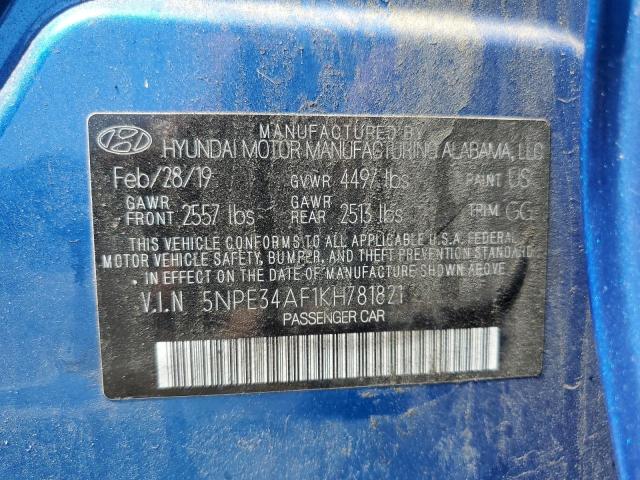 MANUFACTURED BY
HYUNDAI MOTOR MANUFACTURING ALABAMA, LLC
Feb/28/19 GVWR 4497 lbs PAINT US
GAWR FRONT 2557 lbs GAWR REAR 2513 lbs TRIM GG
THIS VEHICLE CONFORMS TO ALL APPLICABLE U.S.A. FEDERAL
MOTOR VEHICLE SAFETY, BUMPER, AND THEFT PREVENTION STANDARDS
IN EFFECT ON THE DATE OF MANUFACTURE SHOWN ABOVE.
V.I.N 5NPE34AF1KH781821
PASSENGER CAR